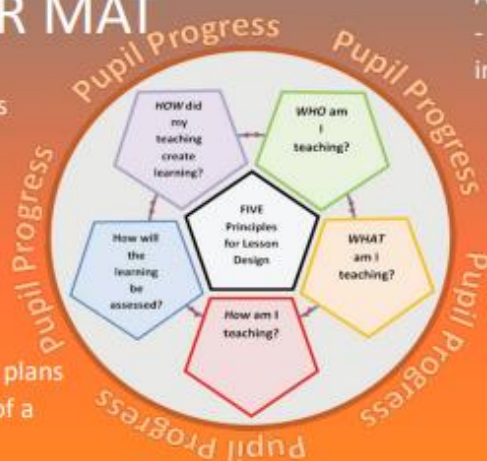 R MAT
s
-
in
Pupil Progress
Pupil Progress
Pupil Progress
Pupil Progress
Pupil Progress
Pupil Progress
HOW did
my
teaching
create
learning?
WHO am
I
teaching?
WHAT
am I
teaching?
How am I
teaching?
How will
the
learning
be
assessed?
FIVE
Principles
for Lesson
Design
plans
of a